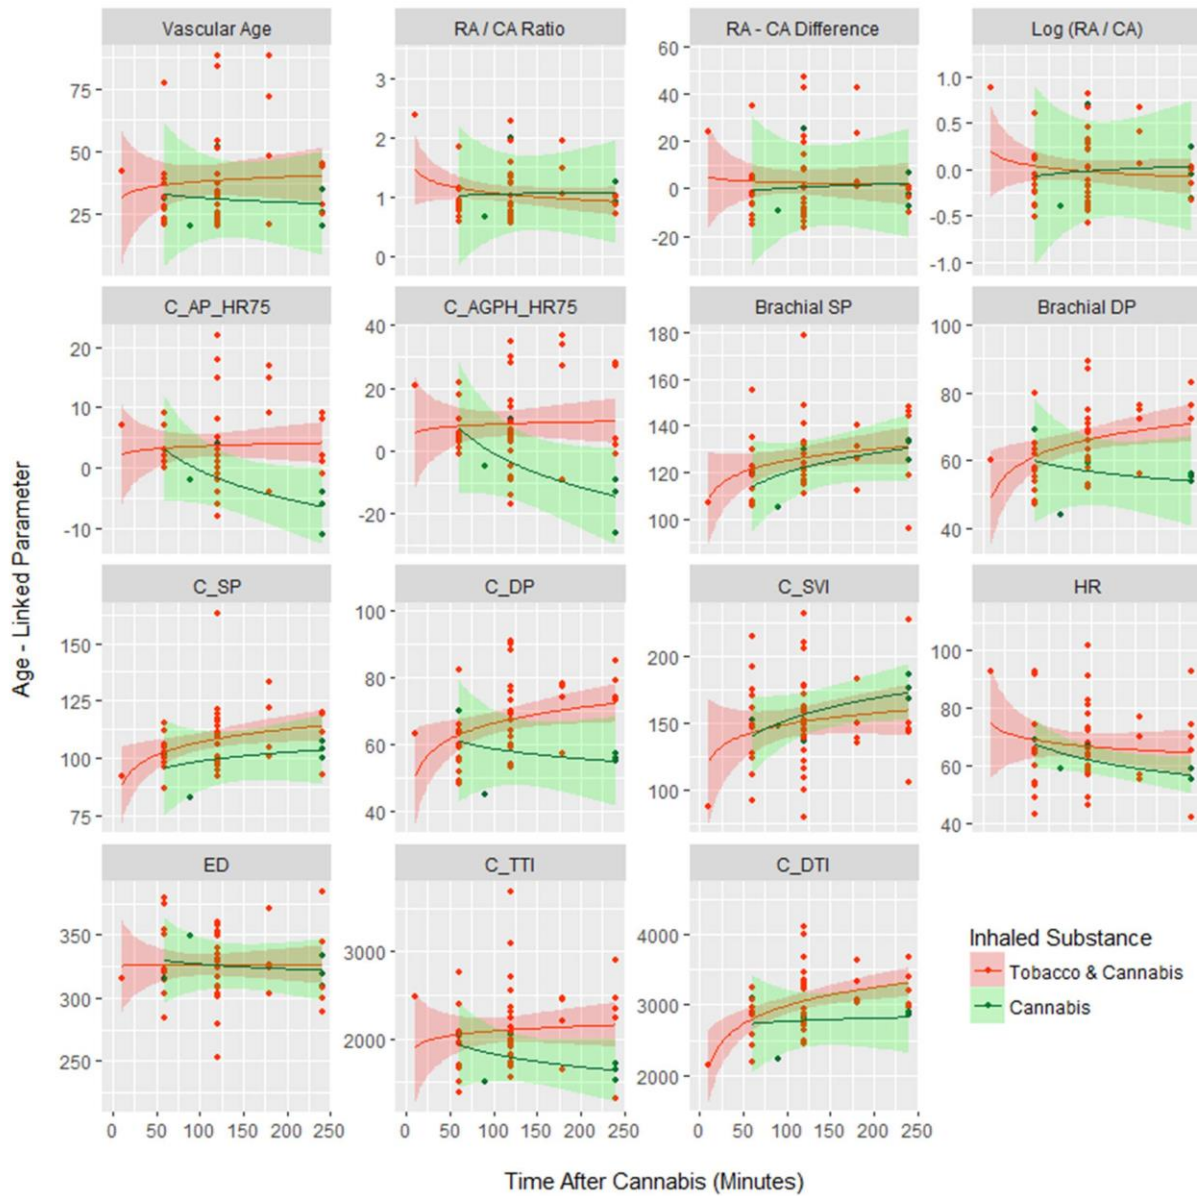 Vascular Age
RA / CA Ratio
RA - CA Difference
Log (RA / CA)
75
50
25
3
2
1
0
60
40
20
0
-20
1.0
0.5
0.0
-0.5
-1.0
C_AP_HR75
C_AGPH_HR75
Brachial SP
Brachial DP
20
10
0
-10
40
20
0
-20
180
160
140
120
100
100
80
60
40
C_SP
C_DP
C_SVI
HR
150
125
100
75
100
80
60
40
200
150
100
100
80
60
40
ED
C_TTI
C_DTI
350
300
250
3000
2000
4000
3000
2000
0 50 100 150 200 250
0 50 100 150 200 250
0 50 100 150 200 250
Age - Linked Parameter
Time After Cannabis (Minutes)
Inhaled Substance
Tobacco & Cannabis
Cannabis